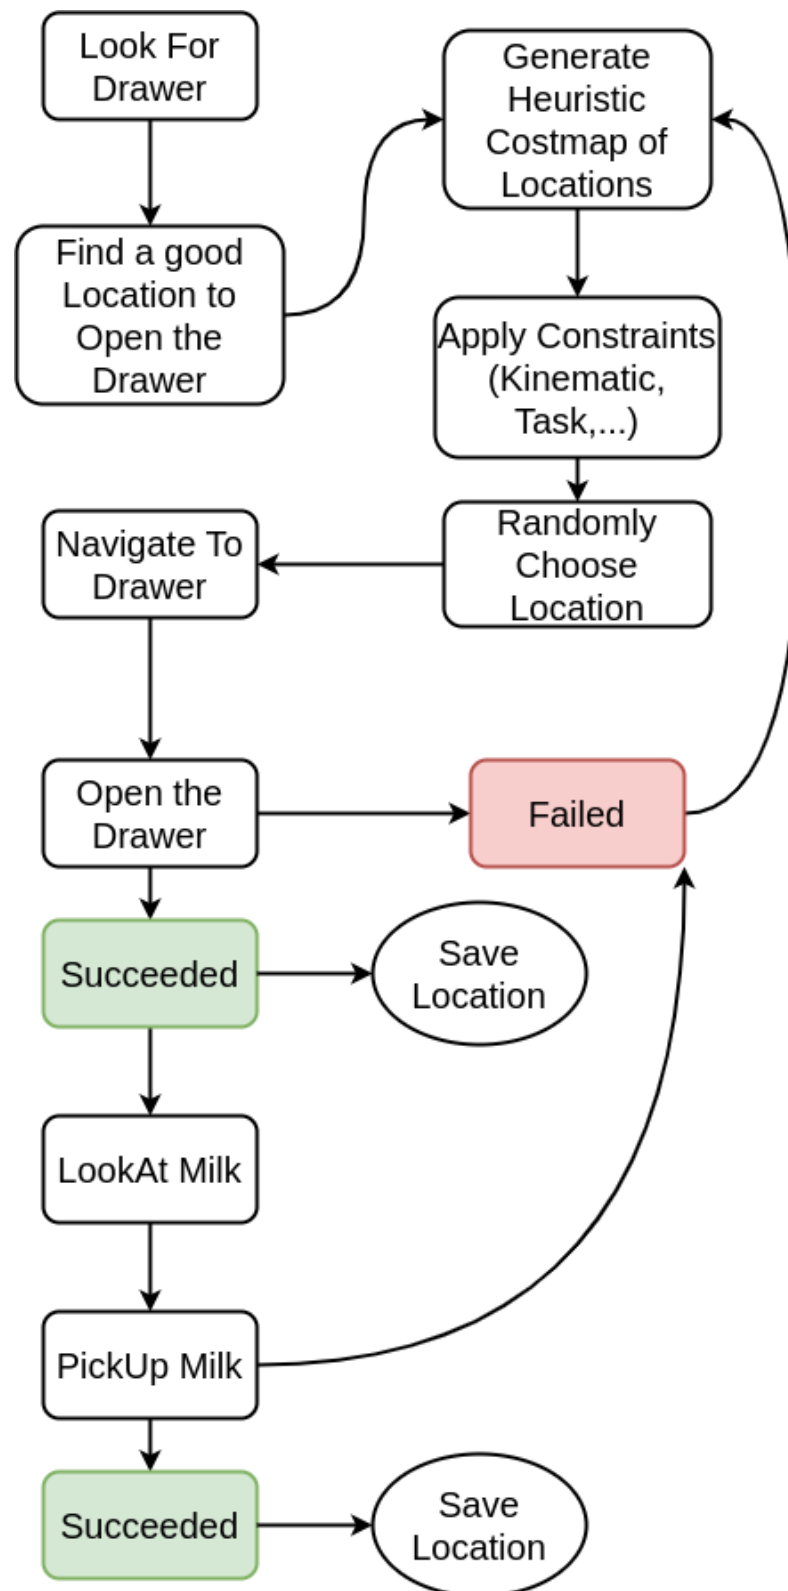 Look For
Drawer
Find a good
Location to
Open the
Drawer
Generate
Heuristic
Costmap of
Locations
Apply Constraints
(Kinematic,
Task,...)
Randomly
Choose
Location
Navigate To
Drawer
Open the
Drawer
Failed
Succeeded
Save
Location
LookAt Milk
PickUp Milk
Succeeded
Save
Location